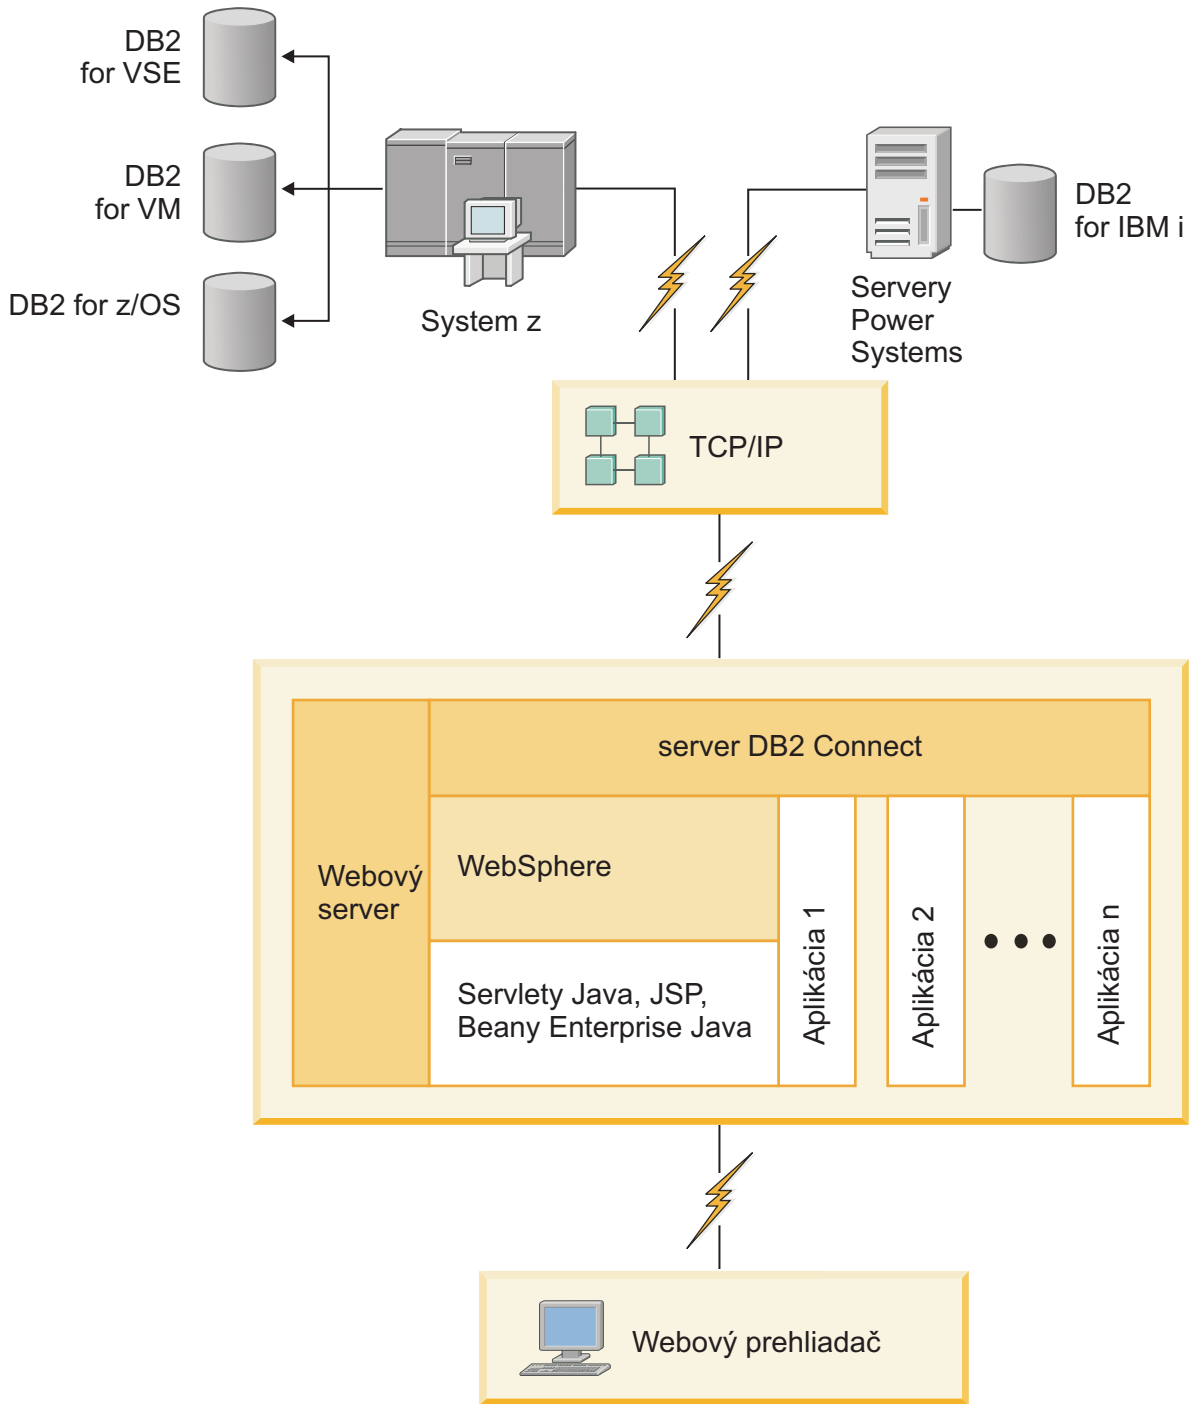 DB2
for VSE
DB2
for VM
DB2 for z/OS
System z
DB2
for IBM i
Servery
Power
Systems
TCP/IP
server DB2 Connect
Webový
server
WebSphere
Servlety Java, JSP,
Beany Enterprise Java
Aplikácia 1
Aplikácia 2
Aplikácia n
Webový prehliadač